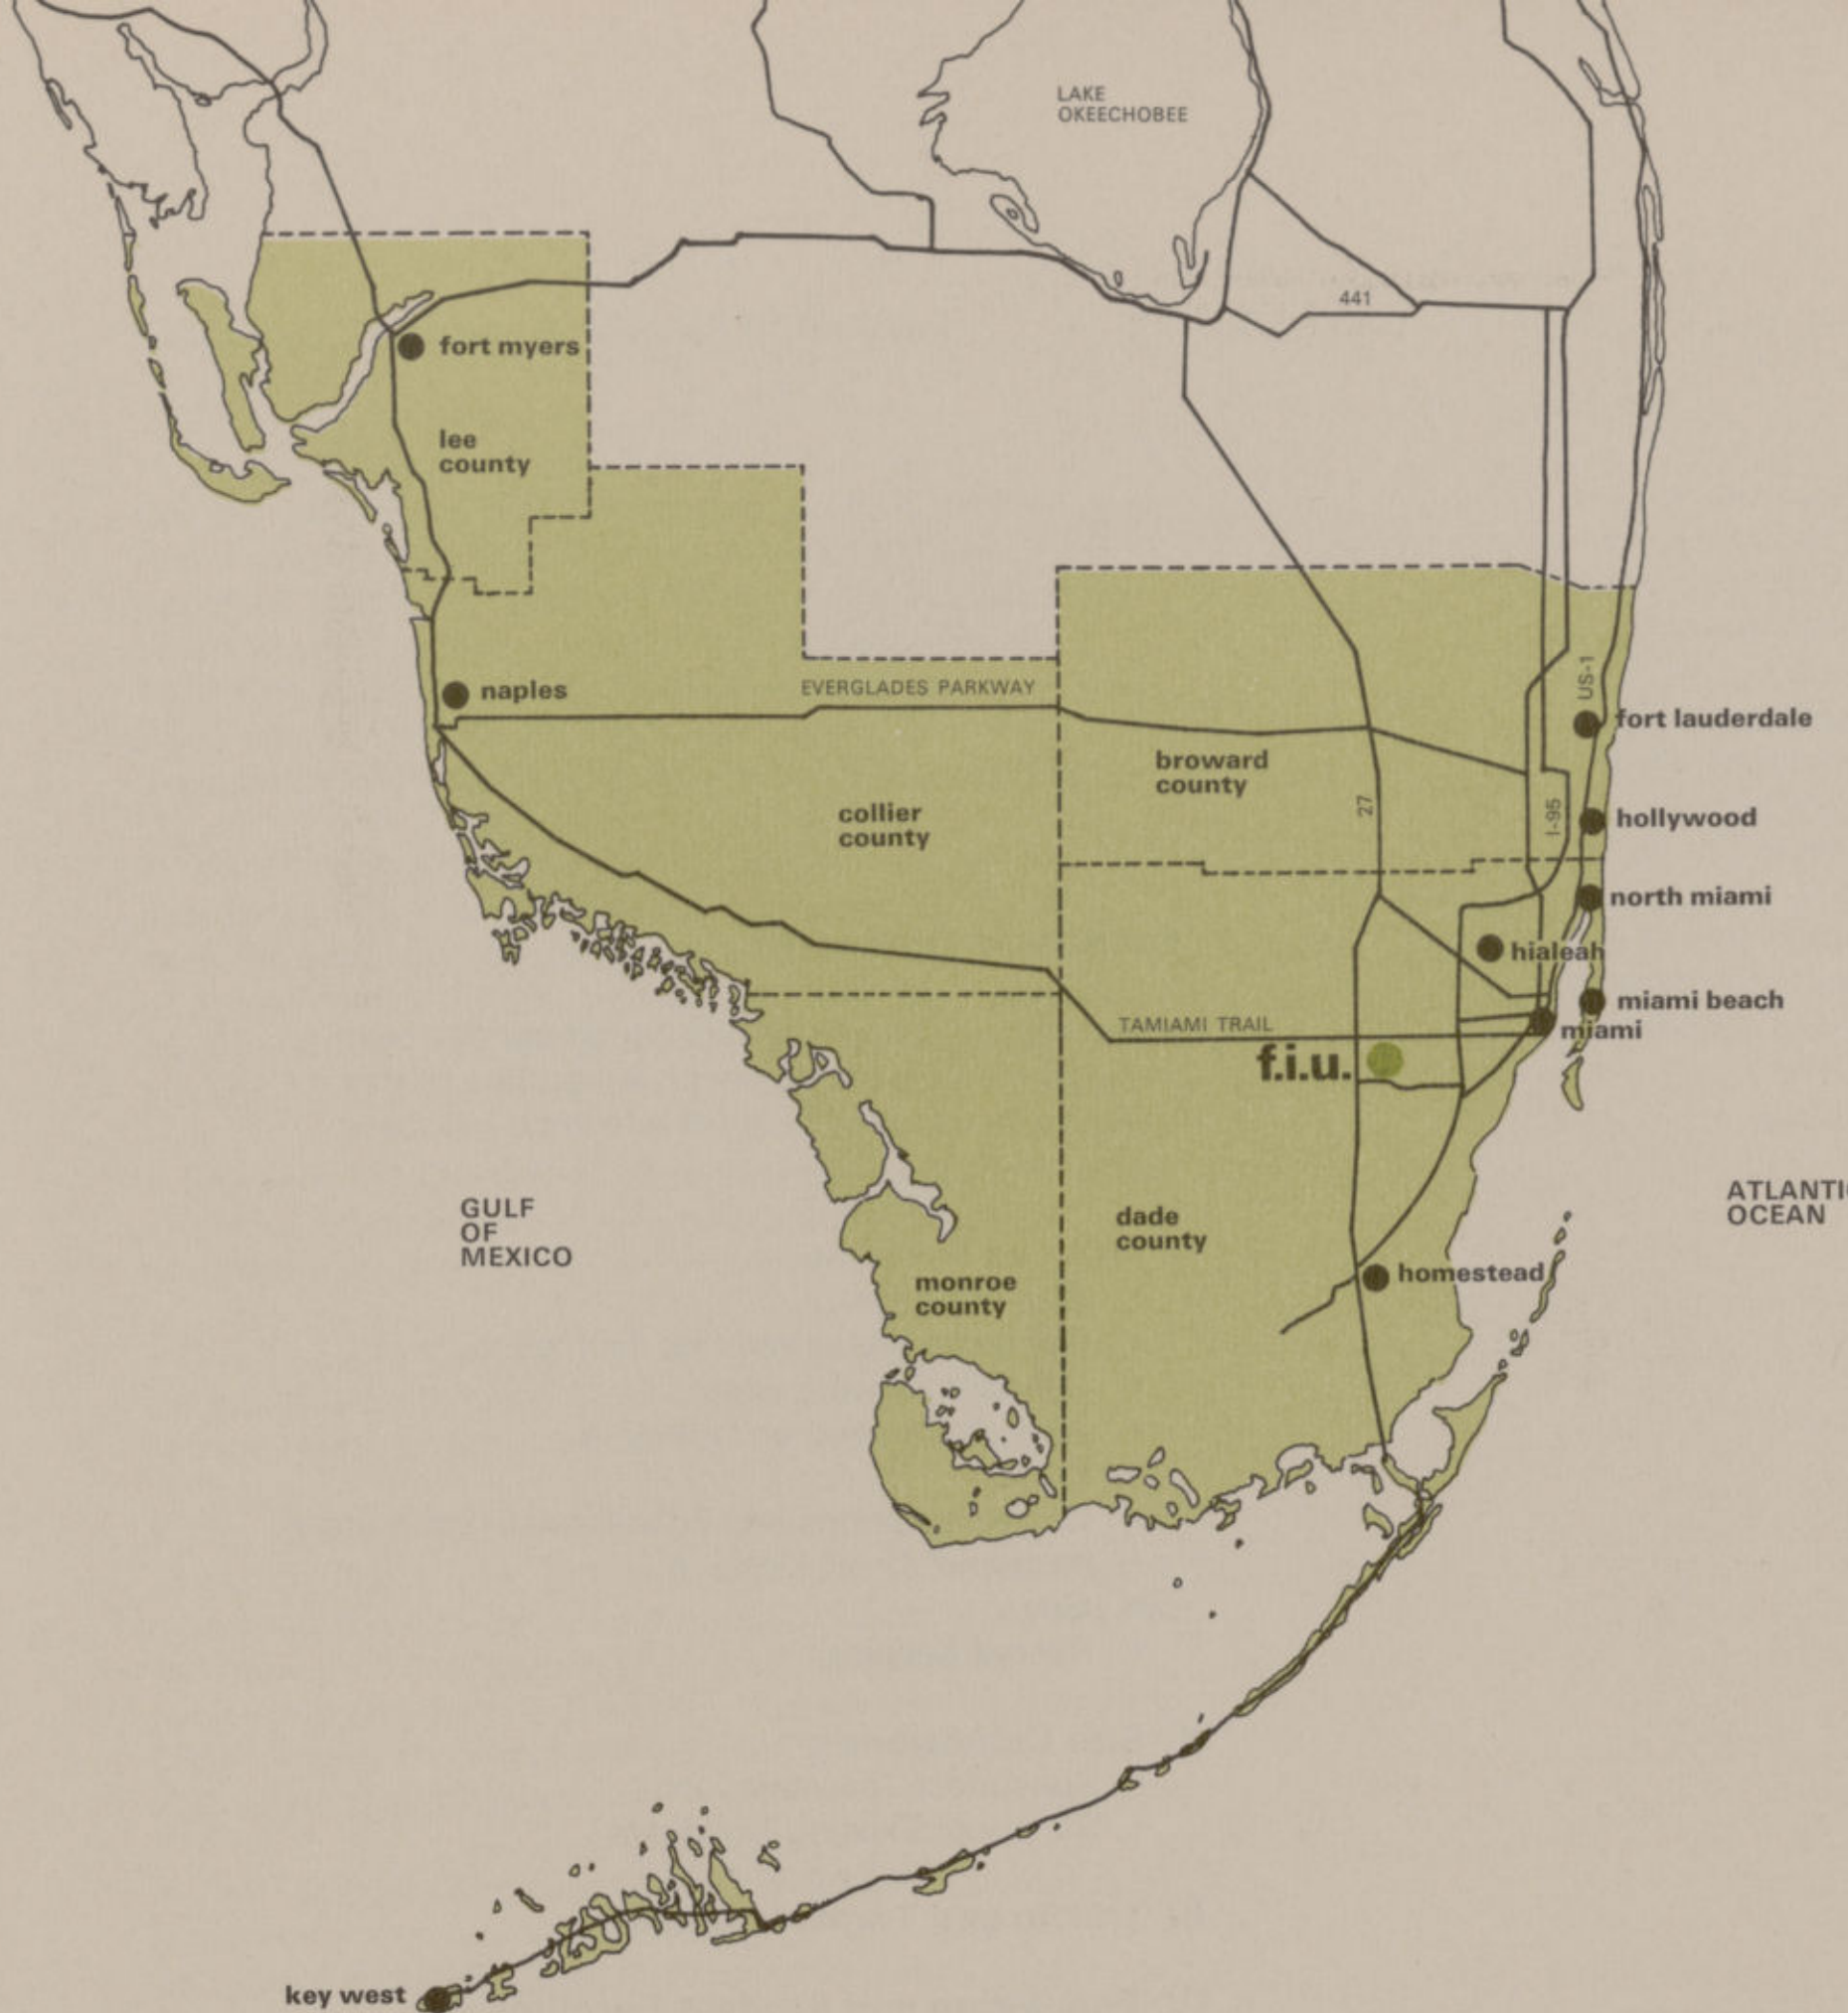 LAKE
OKEECHOBEE
441
fort myers
lee
county
US-1
naples
EVERGLADES PARKWAY
fort lauderdale
broward
county
27
I-95
collier
county
hollywood
north miami
hialeah
miami beach
TAMIAMI TRAIL
miami
f.i.u.
GULF
OF
MEXICO
ATLANTI
OCEAN
dade
county
homestead
monroe
county
key west